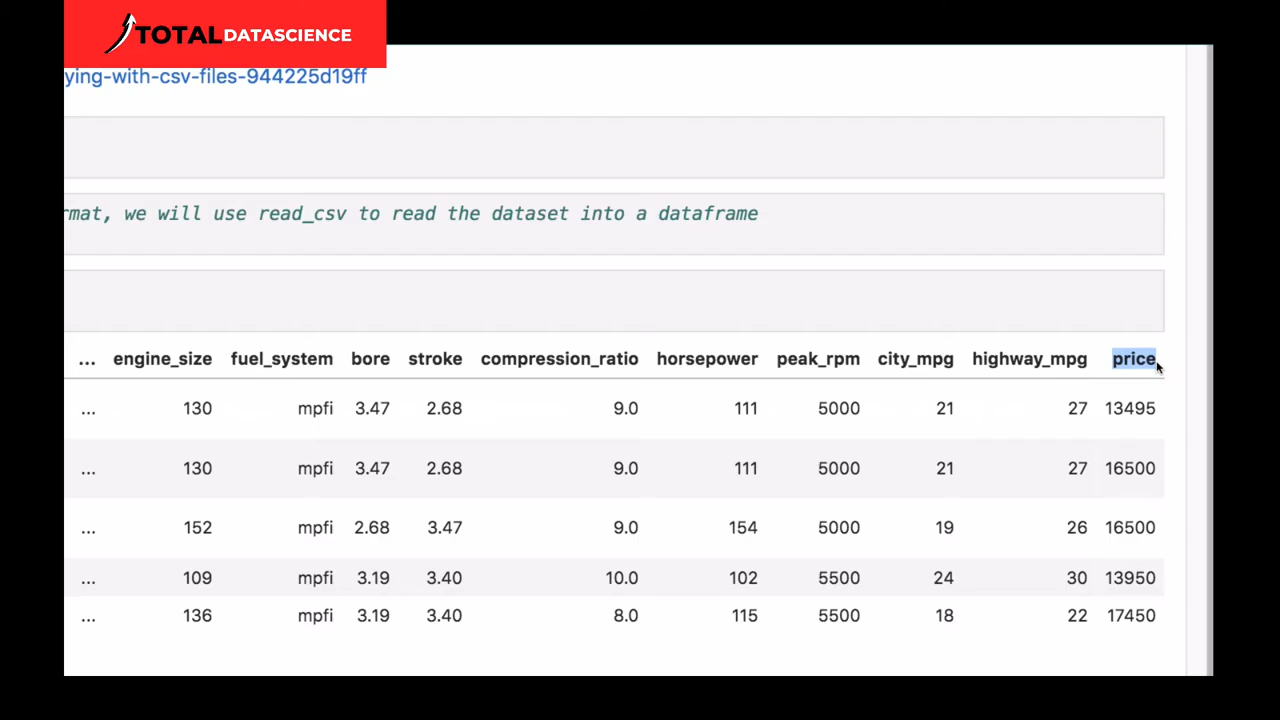 TOTAL DATASCIENCE
ying-with-csv-files-944225d19ff
rmat, we will use read_csv to read the dataset into a dataframe
... engine_size fuel_system bore stroke compression_ratio horsepower peak_rpm city_mpg highway_mpg price
... 130 mpfi 3.47 2.68 9.0 111 5000 21 27 13495
... 130 mpfi 3.47 2.68 9.0 111 5000 21 27 16500
... 152 mpfi 2.68 3.47 9.0 154 5000 19 26 16500
... 109 mpfi 3.19 3.40 10.0 102 5500 24 30 13950
... 136 mpfi 3.19 3.40 8.0 115 5500 18 22 17450